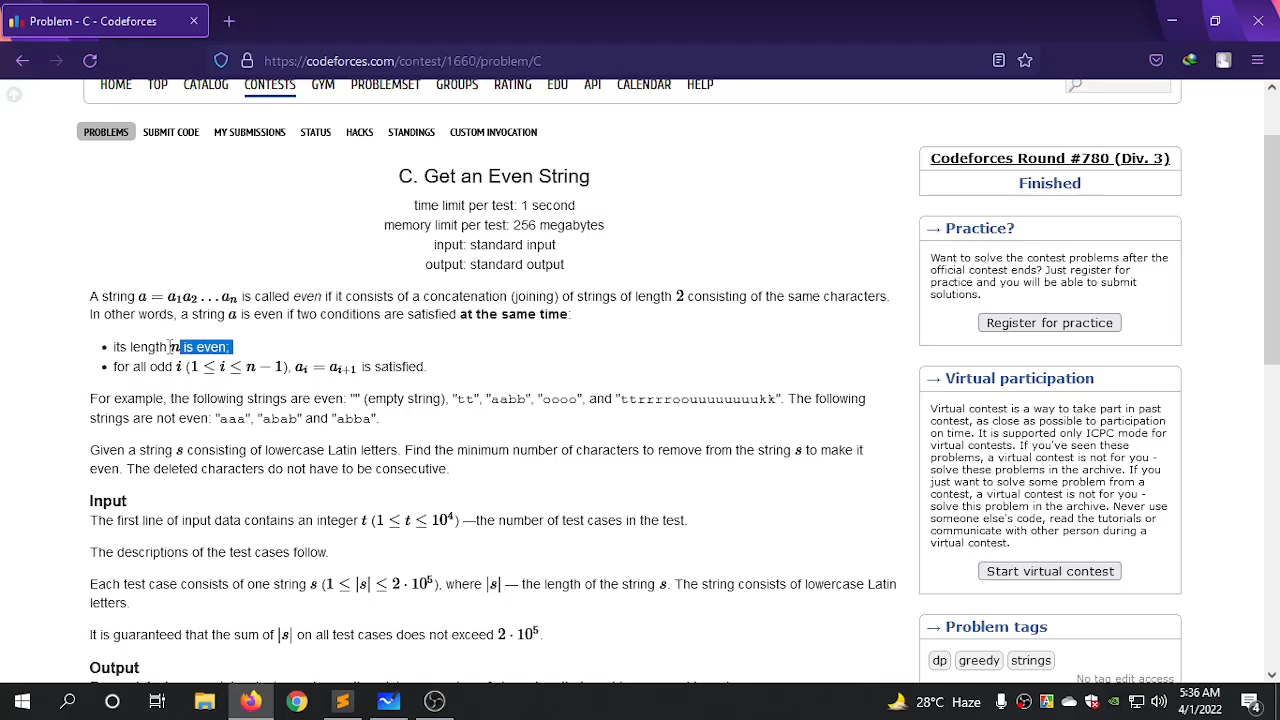 Problem - C - Codeforces
https://codeforces.com/contest/1660/problem/C
HOME TOP CATALOG CONTESTS GYM PROBLEMSET GROUPS RATING EDU API CALENDAR HELP
PROBLEMS SUBMIT CODE MY SUBMISSIONS STATUS HACKS STANDINGS CUSTOM INVOCATION
C. Get an Even String
time limit per test: 1 second
memory limit per test: 256 megabytes
input: standard input
output: standard output
A string a = a₁a₂ … aₙ is called even if it consists of a concatenation (joining) of strings of length 2 consisting of the same characters.
In other words, a string a is even if two conditions are satisfied at the same time:
• its length n is even;
• for all odd i (1 ≤ i ≤ n − 1), aᵢ = aᵢ₊₁ is satisfied.
For example, the following strings are even: "" (empty string), "tt", "aabb", "oooo", and "ttrrrroouuuuuuuukk". The following
strings are not even: "aaa", "abab" and "abba".
Given a string s consisting of lowercase Latin letters. Find the minimum number of characters to remove from the string s to make it
even. The deleted characters do not have to be consecutive.
Input
The first line of input data contains an integer t (1 ≤ t ≤ 10⁴) —the number of test cases in the test.
The descriptions of the test cases follow.
Each test case consists of one string s (1 ≤ |s| ≤ 2 · 10⁵), where |s| — the length of the string s. The string consists of lowercase Latin
letters.
It is guaranteed that the sum of |s| on all test cases does not exceed 2 · 10⁵.
Output
Codeforces Round #780 (Div. 3)
Finished
→ Practice?
Want to solve the contest problems after the
official contest ends? Just register for
practice and you will be able to submit
solutions.
Register for practice
→ Virtual participation
Virtual contest is a way to take part in past
contest, as close as possible to participation
on time. It is supported only ICPC mode for
virtual contests. If you've seen these
problems, a virtual contest is not for you -
solve these problems in the archive. If you
just want to solve some problem from a
contest, a virtual contest is not for you -
solve this problem in the archive. Never use
someone else's code, read the tutorials or
communicate with other person during a
virtual contest.
Start virtual contest
→ Problem tags
dp greedy strings
No tag edit access
28°C Haze
5:36 AM
4/1/2022
4